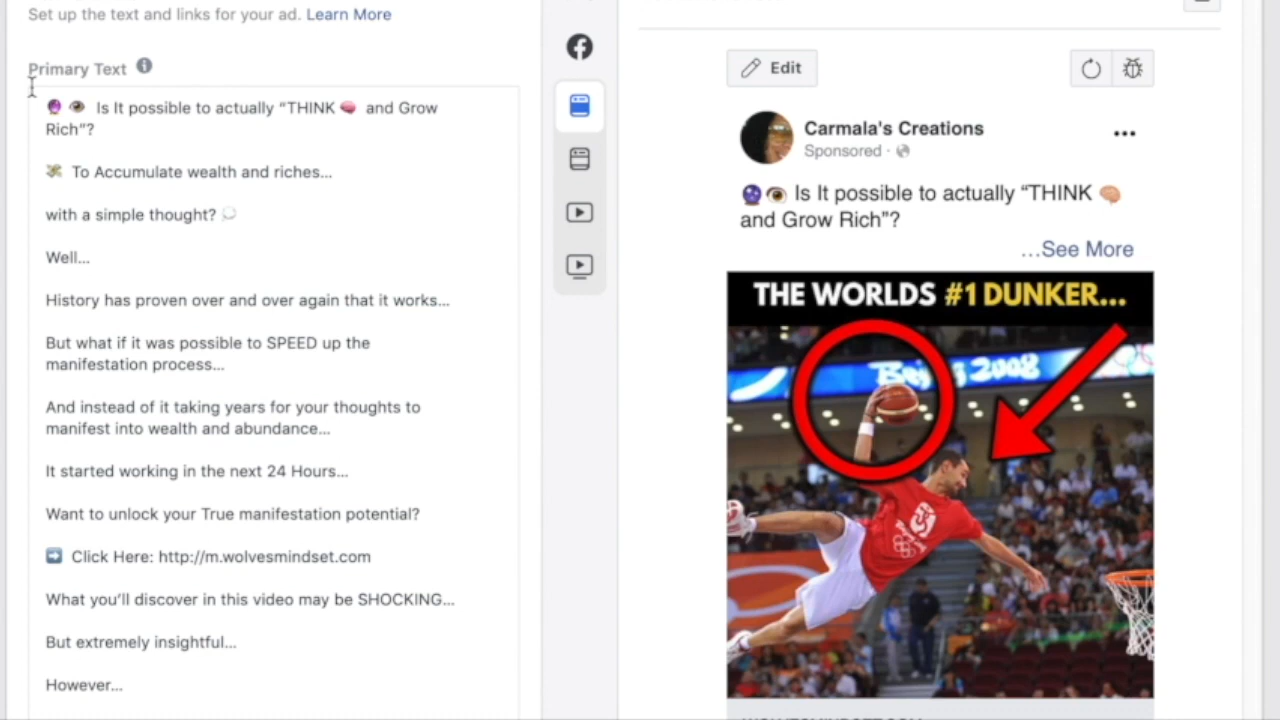 Set up the text and links for your ad. Learn More
Primary Text
Is It possible to actually “THINK and Grow
Rich”?
To Accumulate wealth and riches...
with a simple thought?
Well...
History has proven over and over again that it works...
But what if it was possible to SPEED up the
manifestation process...
And instead of it taking years for your thoughts to
manifest into wealth and abundance...
It started working in the next 24 Hours...
Want to unlock your True manifestation potential?
Click Here: http://m.wolvesmindset.com
What you’ll discover in this video may be SHOCKING...
But extremely insightful...
However...
Edit
Carmala's Creations
Sponsored ·
Is It possible to actually “THINK
and Grow Rich”?
...See More
THE WORLDS #1 DUNKER...
Beijing 2008